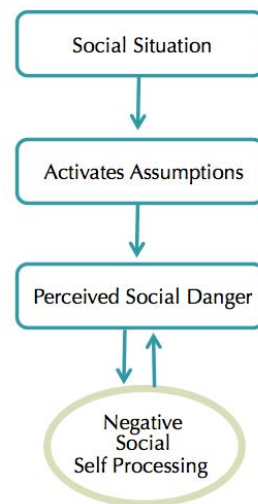 Social Situation
Activates Assumptions
Perceived Social Danger
Negative
Social
Self Processing